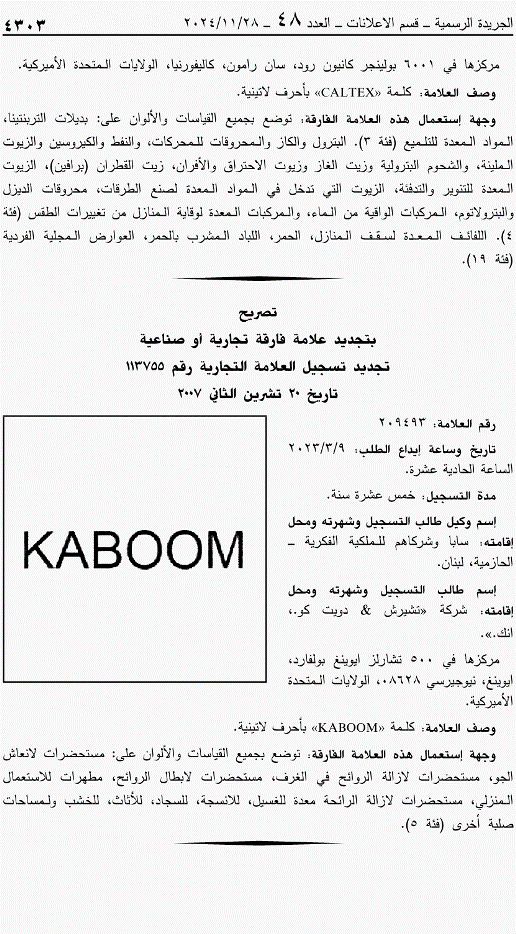 الجريدة الرسمية ــ قسم الاعلانات ــ العدد ٤٨ ــ ٢٠٢٤/١١/٢٨
٤٣٠٣
مركزها في ٦٠٠١ بولينجر كانيون رود، سان رامون، كاليفورنيا، الولايات المتحدة الأميركية.
وصف العلامة: كلمة «CALTEX» بأحرف لاتينية.
وجهة إستعمال هذه العلامة الفارقة: توضع بجميع القياسات والألوان على: بديلات التربنتينا،
المواد المعدة للتلميع (فئة ٣). البترول والكاز والمحروقات للمحركات، والنفط والكيروسين والزيوت
الملينة، والشحوم البترولية وزيت الغاز وزيوت الاحتراق والأفران، زيت القطران (برافين)، الزيوت
المعدة للتنوير والتدفئة، الزيوت التي تدخل في المواد المعدة لصنع الطرقات، محروقات الديزل
والبترولاتوم، المركبات الواقية من الماء، والمركبات المعدة لوقاية المنازل من تغييرات الطقس (فئة
٤). اللفائف المعدة لسقف المنازل، الحمر، اللباد المشرب بالحمر، العوارض المجلية الفردية
(فئة ١٩).
تصريح
بتجديد علامة فارقة تجارية أو صناعية
تجديد تسجيل العلامة التجارية رقم ١١٣٧٥٥
تاريخ ٢٠ تشرين الثاني ٢٠٠٧
رقم العلامة: ٢٠٩٤٩٣
تاريخ وساعة إيداع الطلب: ٢٠٢٣/٣/٩
الساعة الحادية عشرة.
مدة التسجيل: خمس عشرة سنة.
إسم وكيل طالب التسجيل وشهرته ومحل
إقامته: سابا وشركاهم للملكية الفكرية ــ
الحازمية، لبنان.
إسم طالب التسجيل وشهرته ومحل
إقامته: شركة «تشيرش & دويت كو.،
انك.».
مركزها في ٥٠٠ تشارلز ايوينغ بولفارد،
ايوينغ، نيوجيرسي ٠٨٦٢٨، الولايات المتحدة
الأميركية.
KABOOM
وصف العلامة: كلمة «KABOOM» بأحرف لاتينية.
وجهة إستعمال هذه العلامة الفارقة: توضع بجميع القياسات والألوان على: مستحضرات لانعاش
الجو، مستحضرات لازالة الروائح في الغرف، مستحضرات لابطال الروائح، مطهرات للاستعمال
المنزلي، مستحضرات لازالة الرائحة معدة للغسيل، للانسجة، للسجاد، للأثاث، للخشب ولمساحات
صلبة أخرى (فئة ٥).